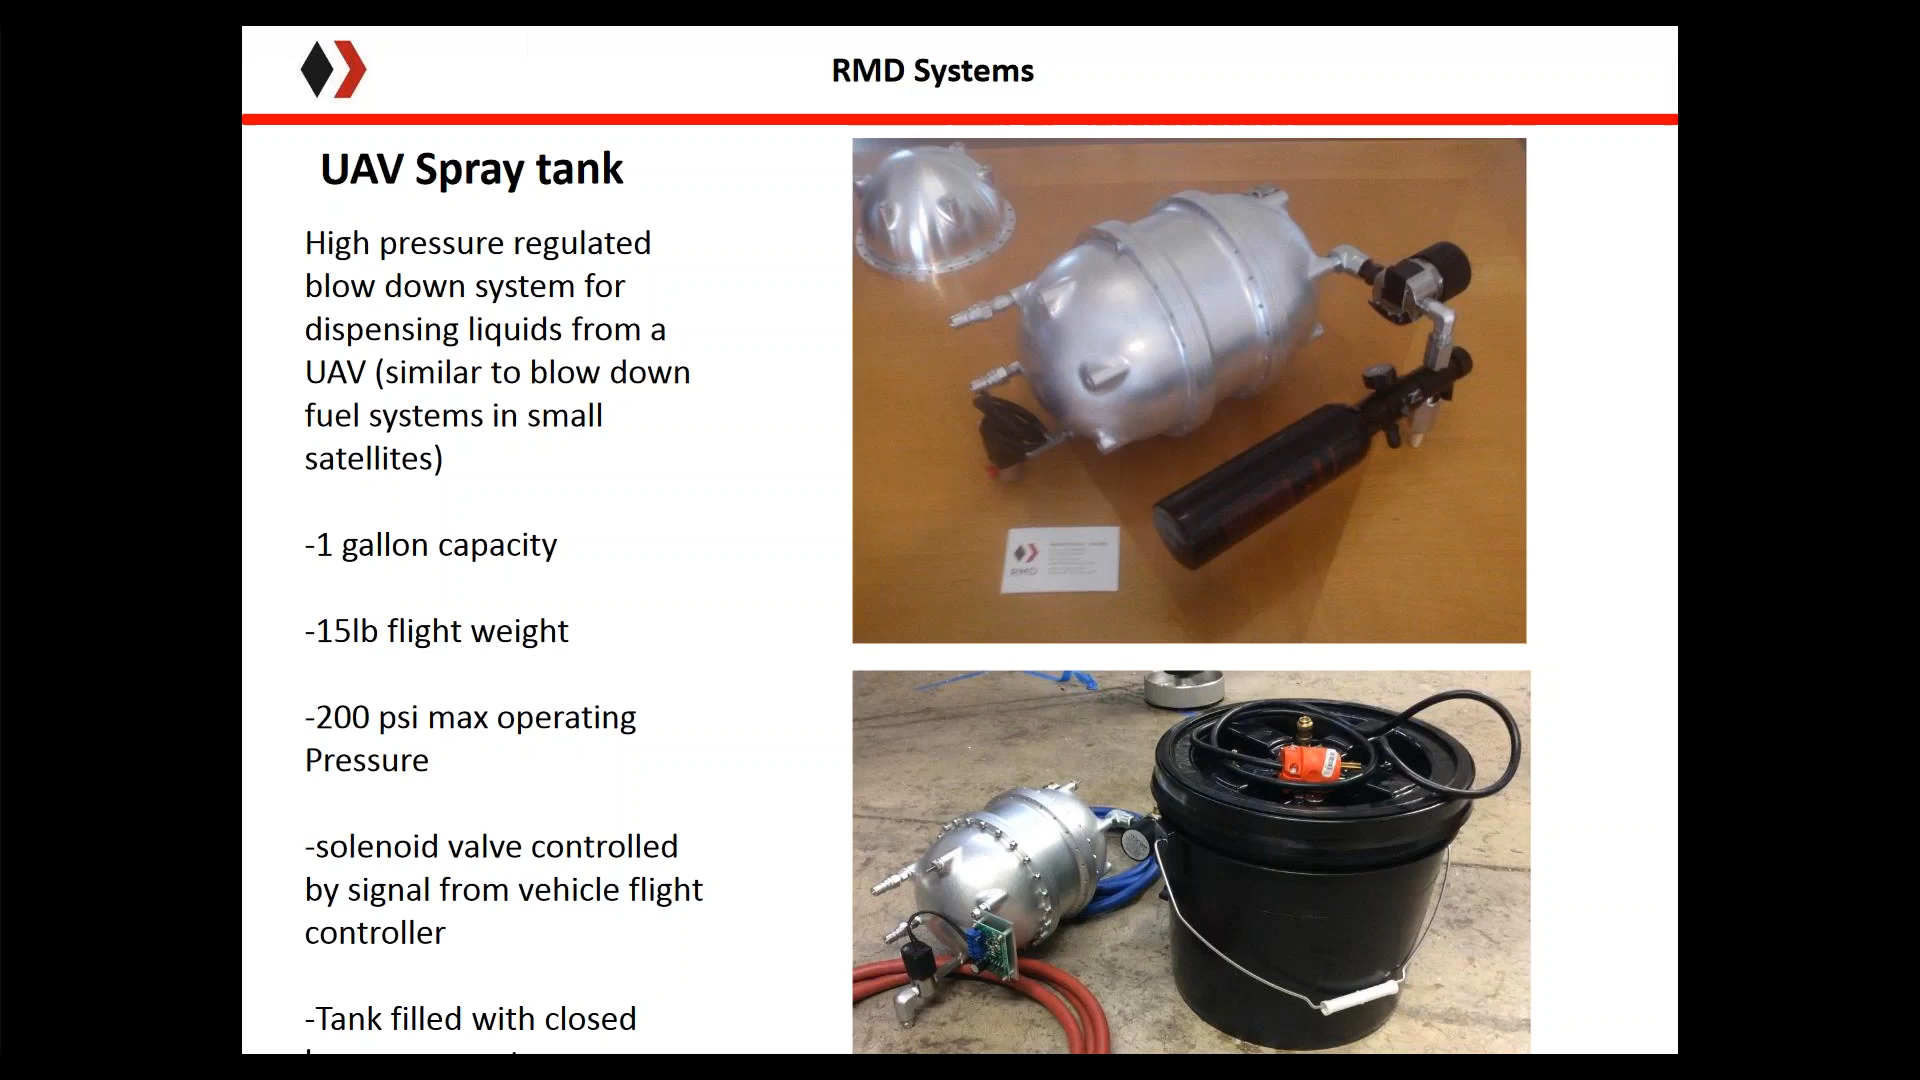 RMD Systems
UAV Spray tank
High pressure regulated
blow down system for
dispensing liquids from a
UAV (similar to blow down
fuel systems in small
satellites)
-1 gallon capacity
-15lb flight weight
-200 psi max operating
Pressure
-solenoid valve controlled
by signal from vehicle flight
controller
-Tank filled with closed
RMD